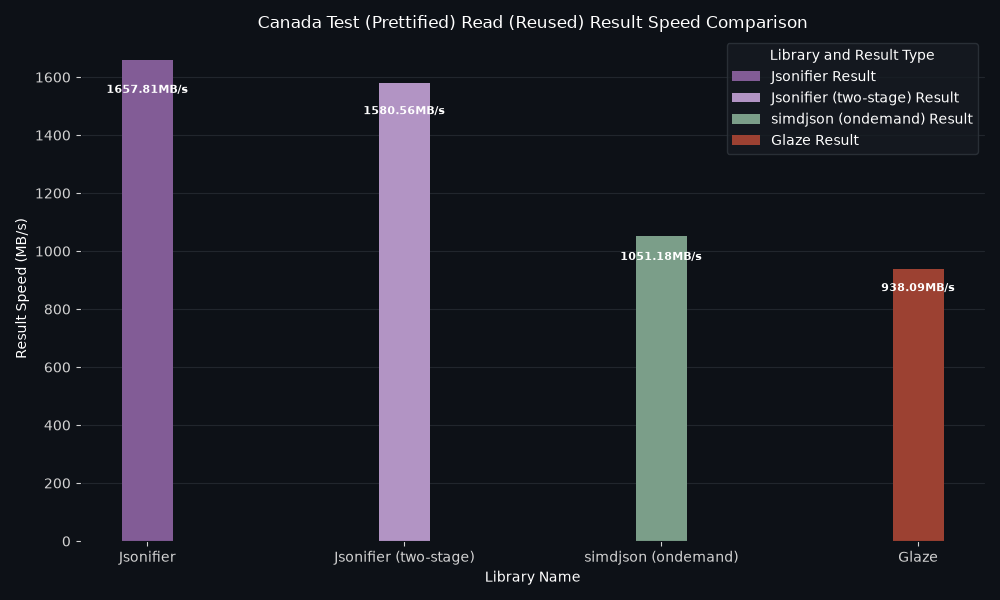 Canada Test (Prettified) Read (Reused) Result Speed Comparison
Library and Result Type
Jsonifier Result
Jsonifier (two-stage) Result
simdjson (ondemand) Result
Glaze Result
1657.81MB/s
1580.56MB/s
1051.18MB/s
938.09MB/s
Result Speed (MB/s)
1600
1400
1200
1000
800
600
400
200
0
Jsonifier
Jsonifier (two-stage)
simdjson (ondemand)
Glaze
Library Name